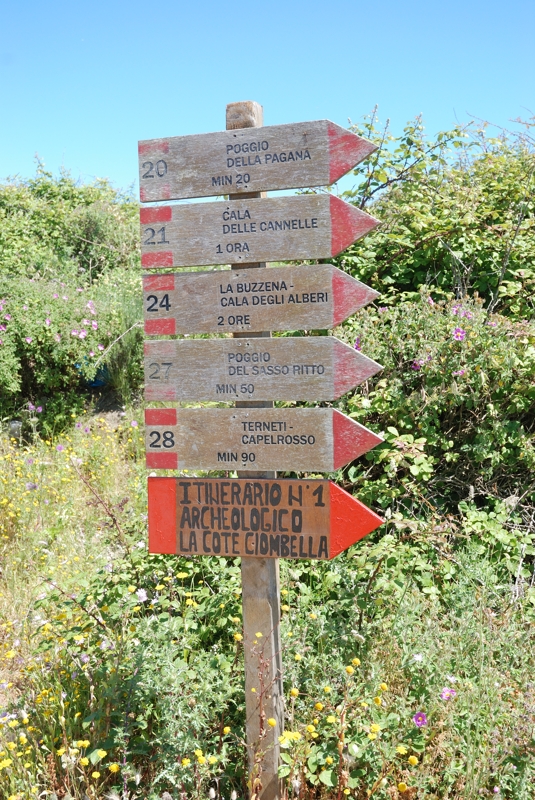 20
POGGIO
DELLA PAGANA
MIN 20
21
CALA
DELLE CANNELLE
1 ORA
24
LA BUZZENA -
CALA DEGLI ALBERI
2 ORE
27
POGGIO
DEL SASSO RITTO
MIN 50
28
TERNETI -
CAPELROSSO
MIN 90
ITINERARIO N°1
ARCHEOLOGICO
LA COTE CIOMBELLA